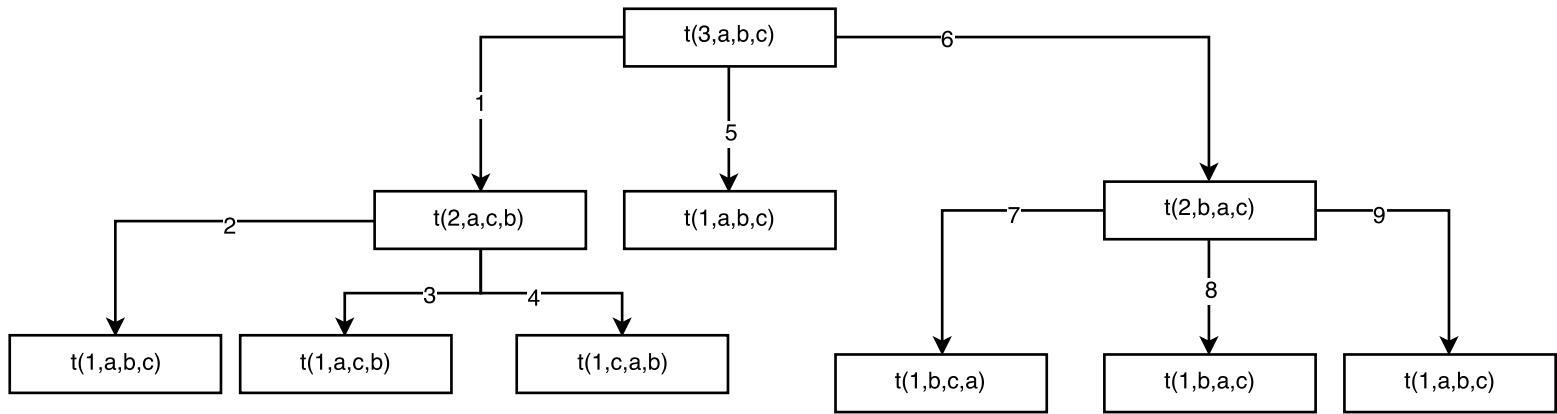 t(3,a,b,c)
6
1
5
t(2,a,c,b)
t(1,a,b,c)
t(2,b,a,c)
2
7
9
3
4
8
t(1,a,b,c)
t(1,a,c,b)
t(1,c,a,b)
t(1,b,c,a)
t(1,b,a,c)
t(1,a,b,c)